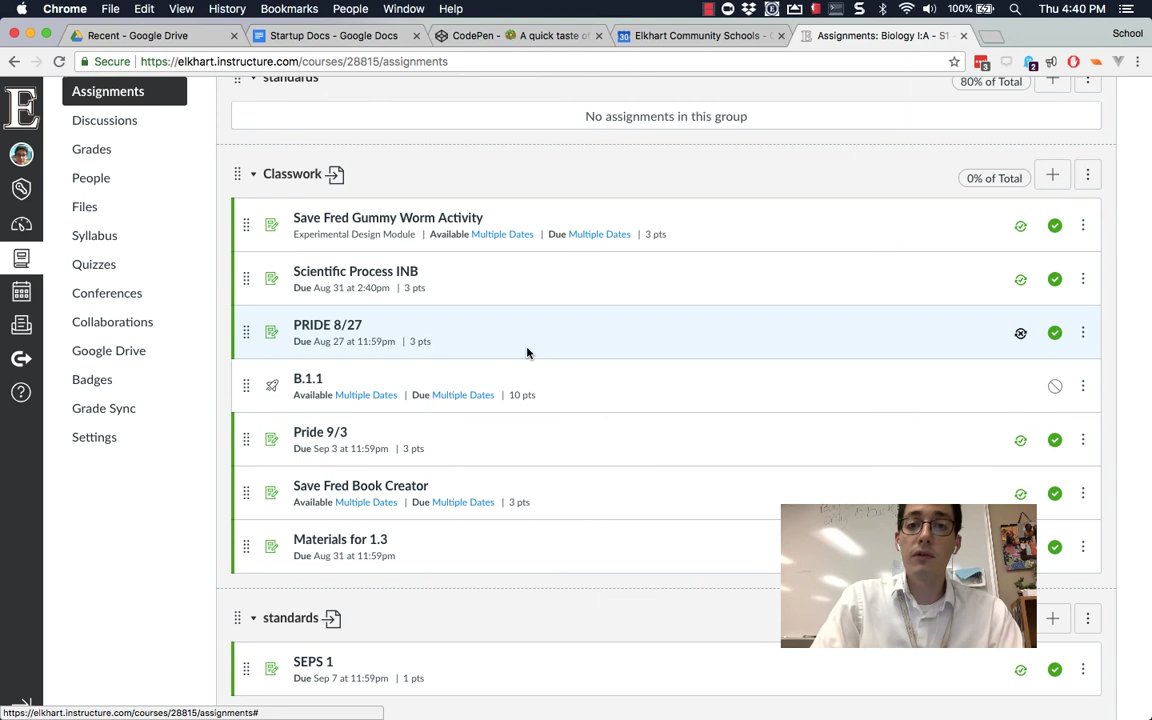 Chrome File Edit View History Bookmarks People Window Help 100% Thu 4:40 PM
Recent - Google Drive Startup Docs - Google Docs CodePen - A quick taste of Elkhart Community Schools - C Assignments: Biology I:A - S1 School
Secure https://elkhart.instructure.com/courses/28815/assignments
Assignments
Discussions
Grades
People
Files
Syllabus
Quizzes
Conferences
Collaborations
Google Drive
Badges
Grade Sync
Settings
standards 80% of Total
No assignments in this group
Classwork 0% of Total
Save Fred Gummy Worm Activity
Experimental Design Module | Available Multiple Dates | Due Multiple Dates | 3 pts
Scientific Process INB
Due Aug 31 at 2:40pm | 3 pts
PRIDE 8/27
Due Aug 27 at 11:59pm | 3 pts
B.1.1
Available Multiple Dates | Due Multiple Dates | 10 pts
Pride 9/3
Due Sep 3 at 11:59pm | 3 pts
Save Fred Book Creator
Available Multiple Dates | Due Multiple Dates | 3 pts
Materials for 1.3
Due Aug 31 at 11:59pm
standards
SEPS 1
Due Sep 7 at 11:59pm | 1 pts
https://elkhart.instructure.com/courses/28815/assignments#